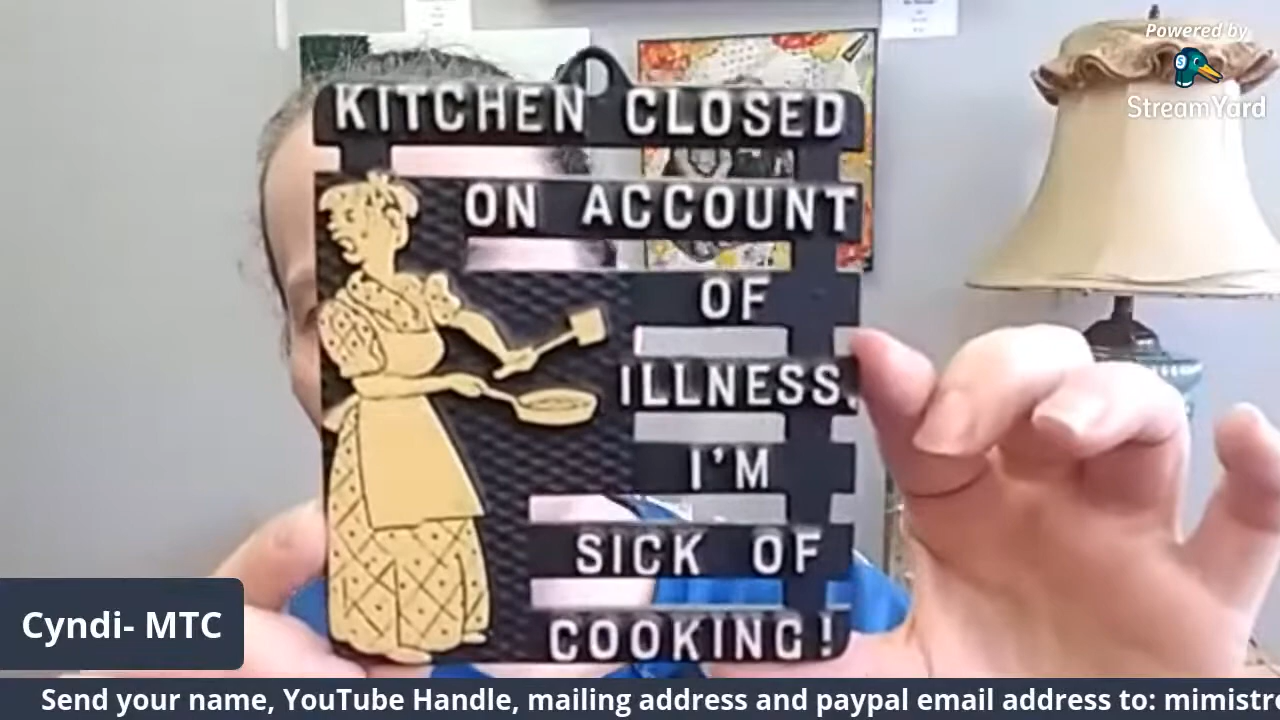 Powered by
StreamYard
KITCHEN CLOSED
ON ACCOUNT
OF
ILLNESS,
I'M
SICK OF
COOKING!
Cyndi- MTC
Send your name, YouTube Handle, mailing address and paypal email address to: mimistr